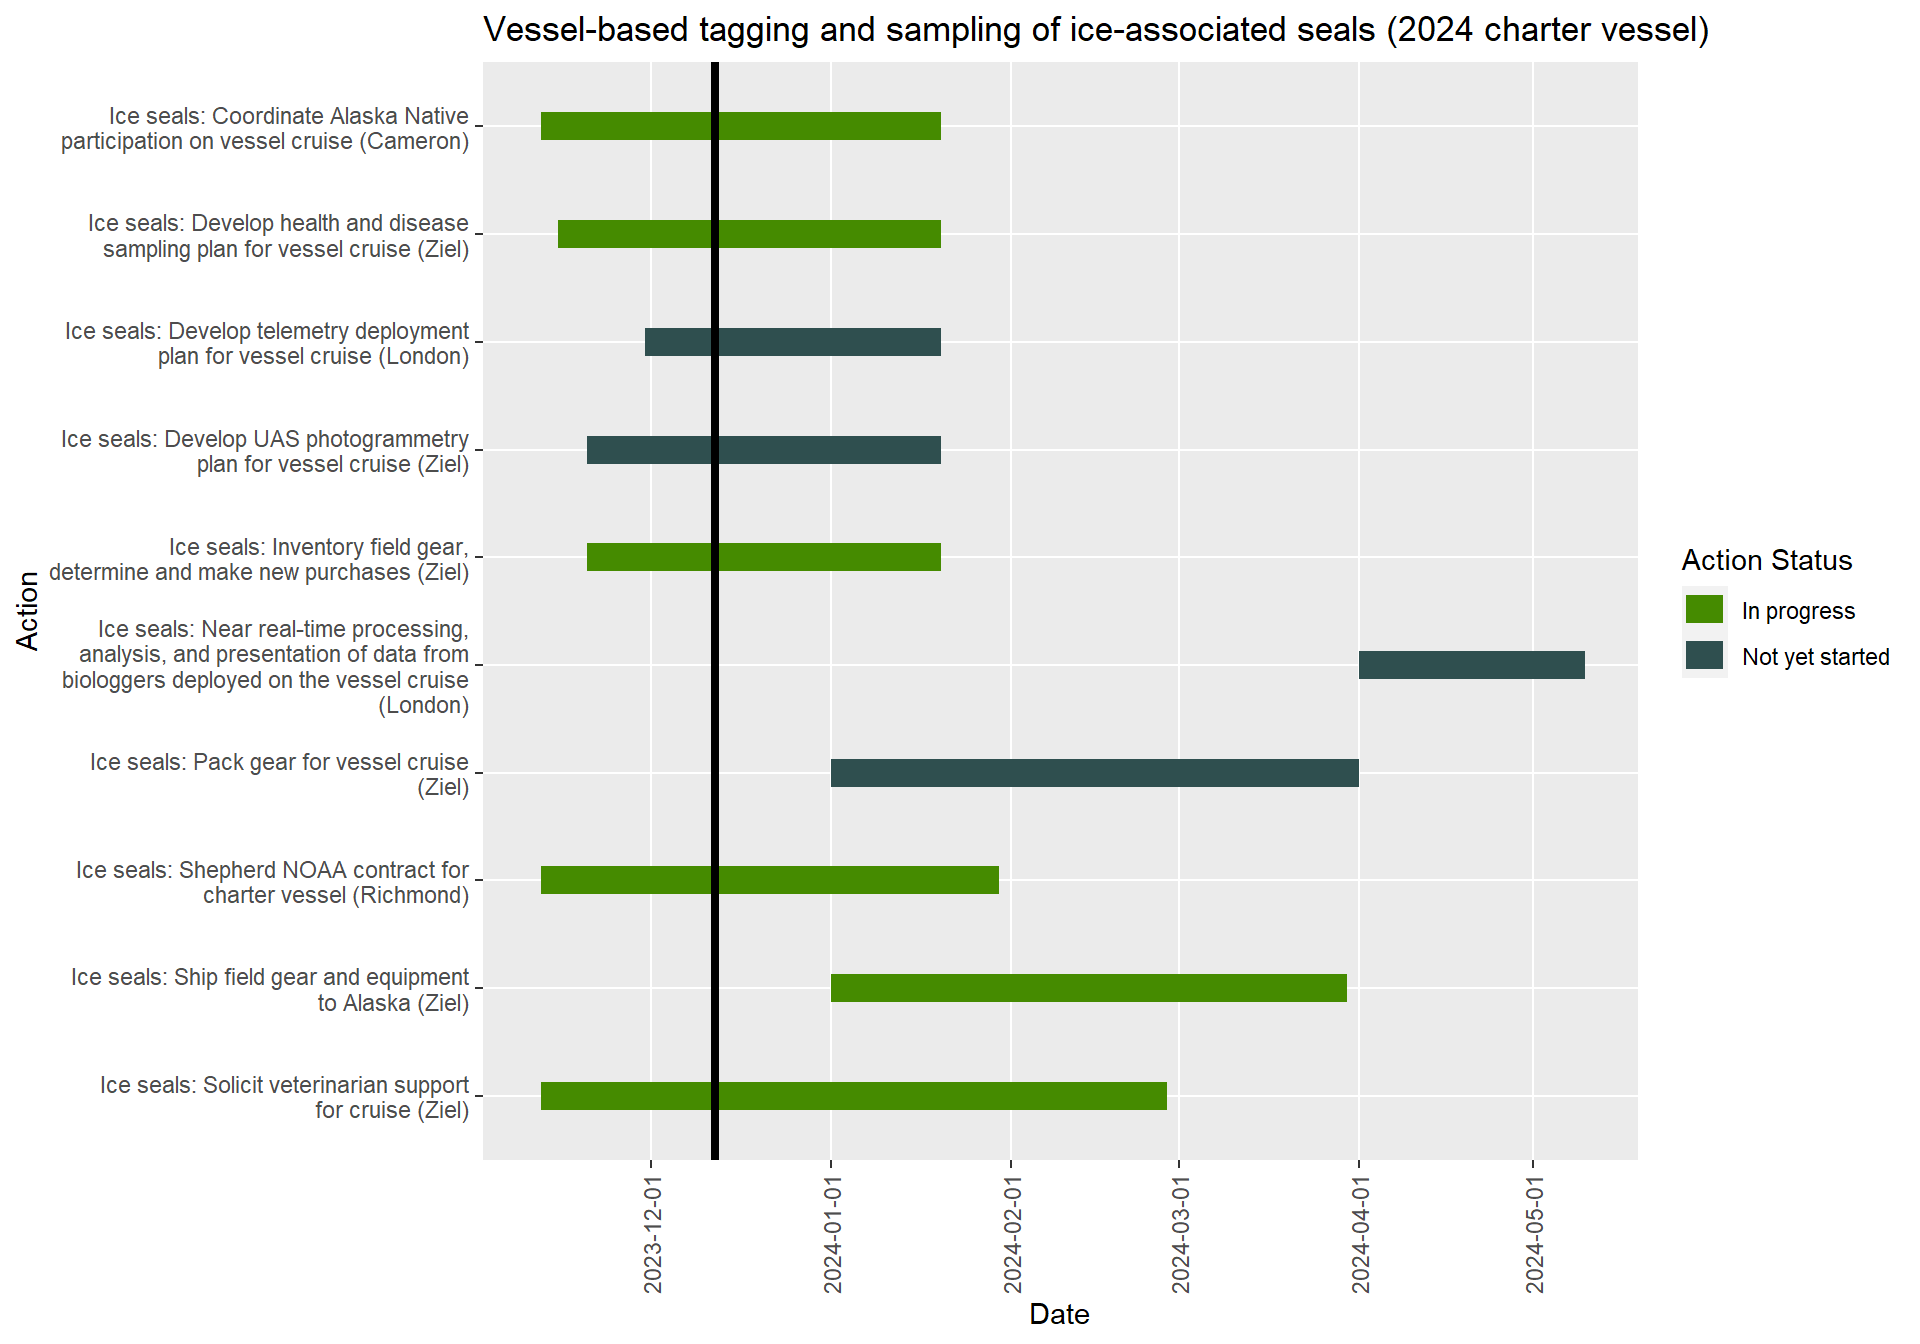 Vessel-based tagging and sampling of ice-associated seals (2024 charter vessel)
Ice seals: Coordinate Alaska Native
participation on vessel cruise (Cameron)
Ice seals: Develop health and disease
sampling plan for vessel cruise (Ziel)
Ice seals: Develop telemetry deployment
plan for vessel cruise (London)
Ice seals: Develop UAS photogrammetry
plan for vessel cruise (Ziel)
Ice seals: Inventory field gear,
determine and make new purchases (Ziel)
Ice seals: Near real-time processing,
analysis, and presentation of data from
biologgers deployed on the vessel cruise
(London)
Ice seals: Pack gear for vessel cruise
(Ziel)
Ice seals: Shepherd NOAA contract for
charter vessel (Richmond)
Ice seals: Ship field gear and equipment
to Alaska (Ziel)
Ice seals: Solicit veterinarian support
for cruise (Ziel)
Action
2023-12-01
2024-01-01
2024-02-01
2024-03-01
2024-04-01
2024-05-01
Date
Action Status
In progress
Not yet started